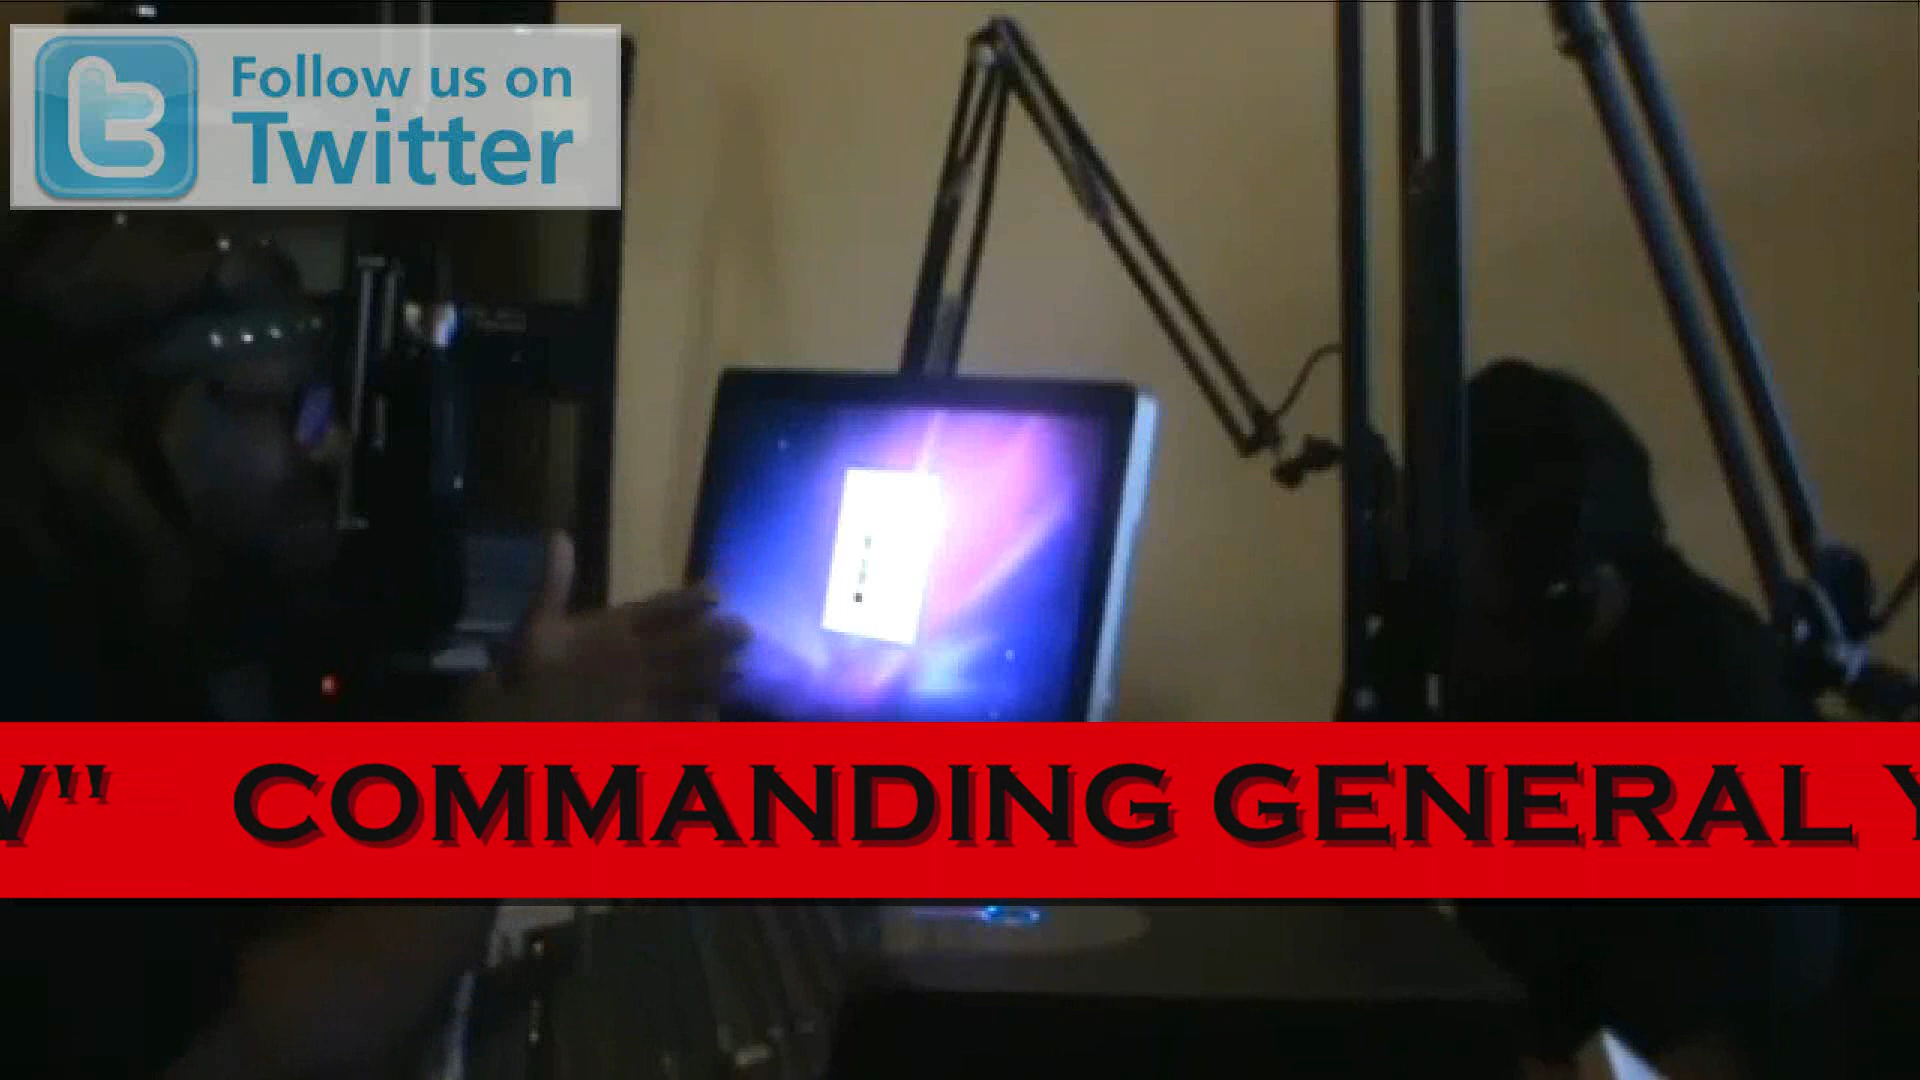 Follow us on
Twitter
" COMMANDING GENERAL